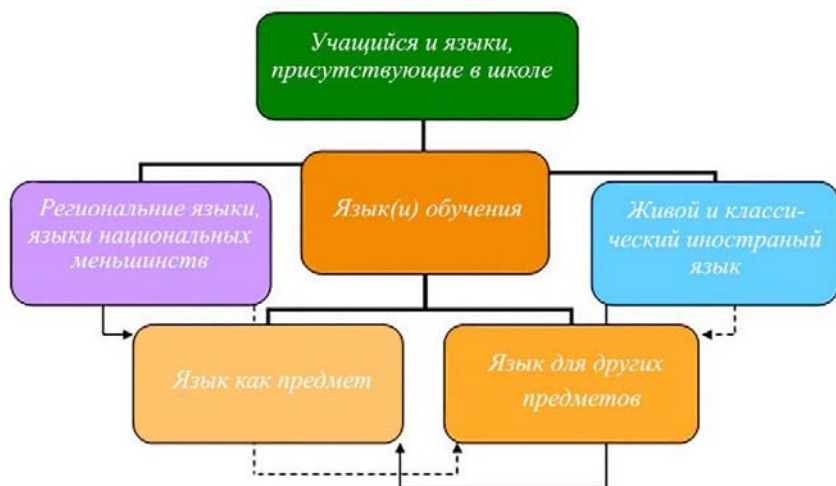 Учащийся и языки,
присутствующие в школе
Язык(и) обучения
Региональние языки,
языки национальных
меньшинств
Живой и класси-
ческий иностраный
язык
Язык как предмет
Язык для других
предметов